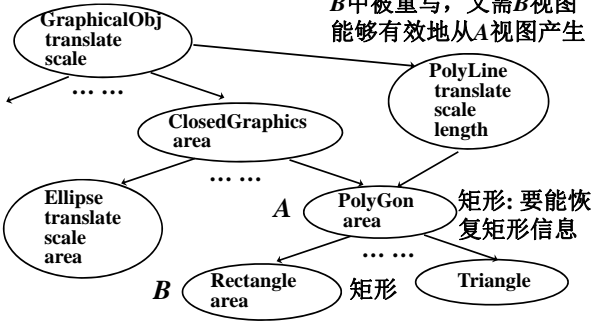 B中被重写，又需B视图
能够有效地从A视图产生
GraphicalObj
translate
scale
... ...
PolyLine
translate
scale
length
ClosedGraphics
area
... ...
Ellipse
translate
scale
area
A
PolyGon
area
矩形: 要能恢
复矩形信息
... ...
B
Rectangle
area
矩形
Triangle